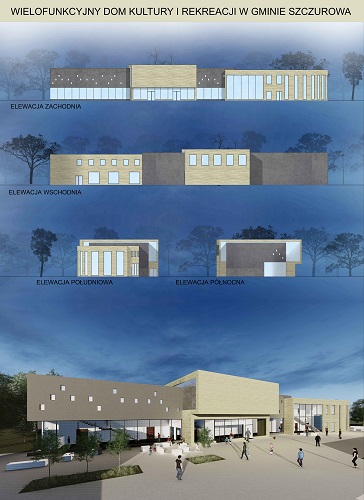 WIELOFUNKCYJNY DOM KULTURY I REKREACJI W GMINIE SZCZUROWA
ELEWACJA ZACHODNIA
ELEWACJA WSCHODNIA
ELEWACJA POŁUDNIOWA
ELEWACJA PÓŁNOCNA